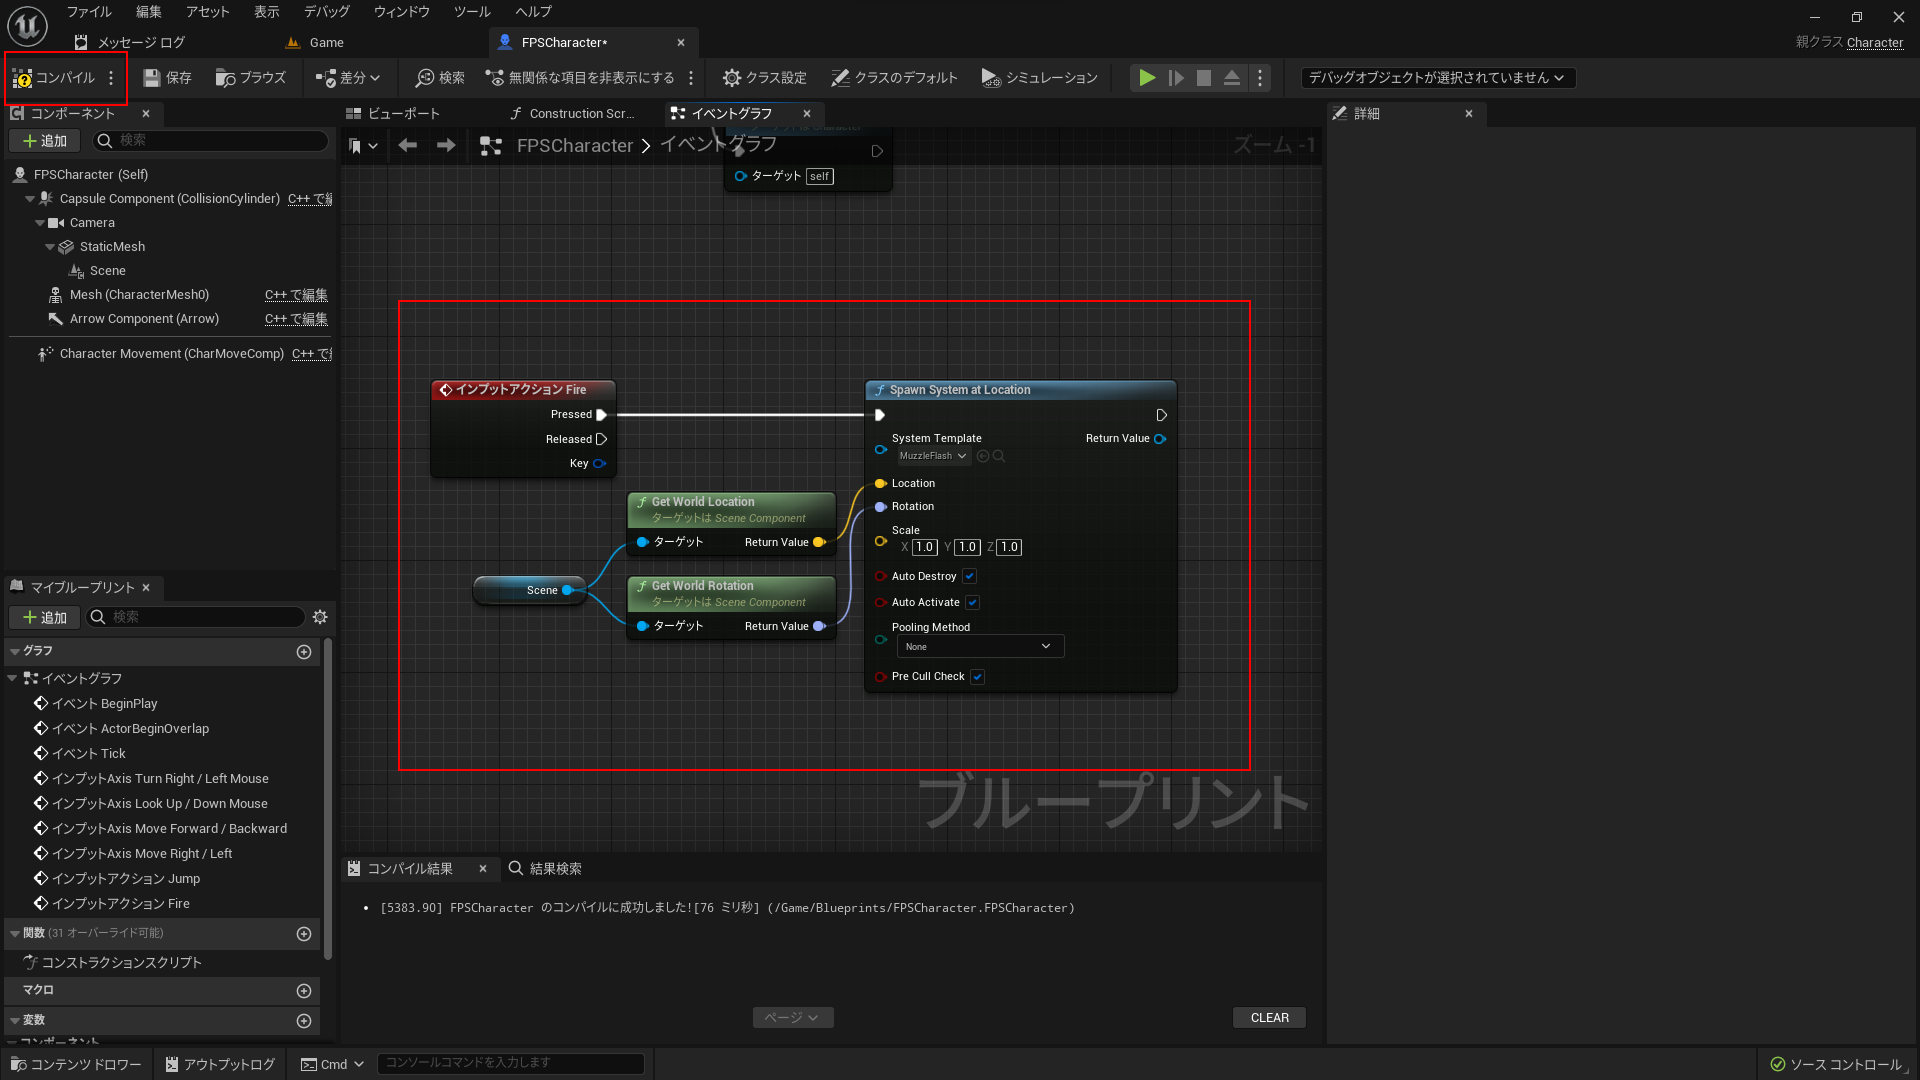 ファイル 編集 アセット 表示 デバッグ ウィンドウ ツール ヘルプ
メッセージ ログ Game FPSCharacter*
親クラス Character
コンパイル 保存 ブラウズ 差分 検索 無関係な項目を非表示にする クラス設定 クラスのデフォルト シミュレーション デバッグオブジェクトが選択されていません
コンポーネント
追加 検索
FPSCharacter (Self)
Capsule Component (CollisionCylinder) C++ で編
Camera
StaticMesh
Scene
Mesh (CharacterMesh0) C++ で編集
Arrow Component (Arrow) C++ で編集
Character Movement (CharMoveComp) C++ で
マイブループリント
追加 検索
グラフ
イベントグラフ
イベント BeginPlay
イベント ActorBeginOverlap
イベント Tick
インプットAxis Turn Right / Left Mouse
インプットAxis Look Up / Down Mouse
インプットAxis Move Forward / Backward
インプットAxis Move Right / Left
インプットアクション Jump
インプットアクション Fire
関数 (31 オーバーライド可能)
コンストラクションスクリプト
マクロ
変数
コンポーネント
ビューポート Construction Scr... イベントグラフ
FPSCharacter イベントグラフ
ズーム -1
ターゲット self
インプットアクション Fire
Pressed
Released
Key
Get World Location
ターゲットは Scene Component
ターゲット Return Value
Scene
Get World Rotation
ターゲットは Scene Component
ターゲット Return Value
Spawn System at Location
System Template
MuzzleFlash
Return Value
Location
Rotation
Scale
X 1.0 Y 1.0 Z 1.0
Auto Destroy
Auto Activate
Pooling Method
None
Pre Cull Check
ブループリント
コンパイル結果 結果検索
[5383.90] FPSCharacter のコンパイルに成功しました![76 ミリ秒] (/Game/Blueprints/FPSCharacter.FPSCharacter)
ページ CLEAR
詳細
コンテンツドロワー アウトプットログ Cmd コンソールコマンドを入力します ソース コントロール